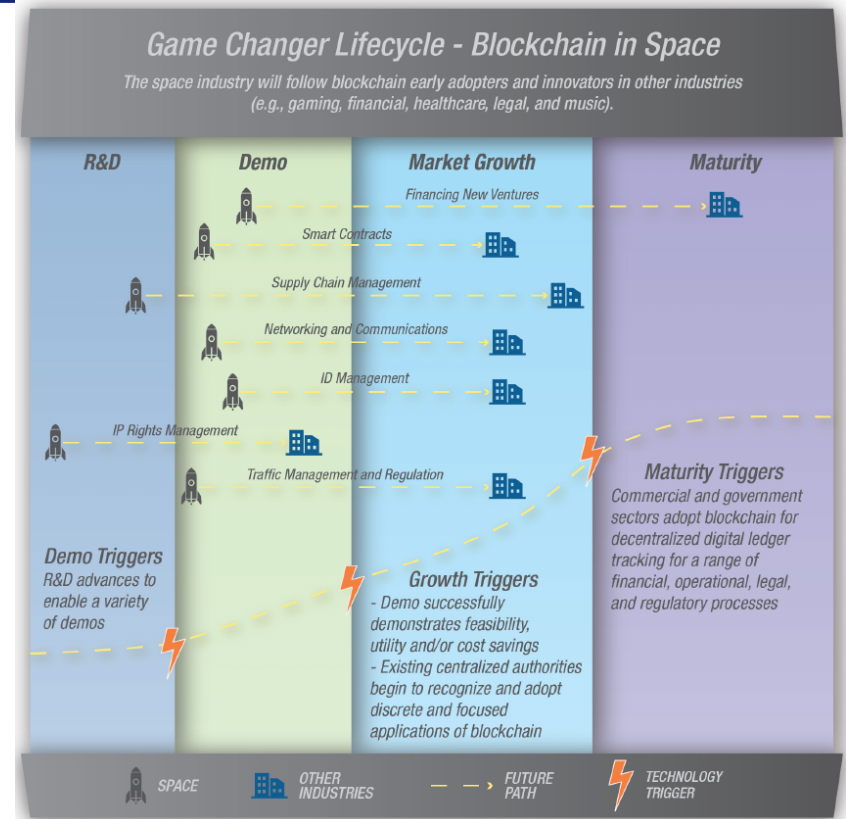 Game Changer Lifecycle - Blockchain in Space
The space industry will follow blockchain early adopters and innovators in other industries
(e.g., gaming, financial, healthcare, legal, and music).
R&D
Demo
Market Growth
Maturity
Financing New Ventures
Smart Contracts
Supply Chain Management
Networking and Communications
ID Management
IP Rights Management
Traffic Management and Regulation
Demo Triggers
R&D advances to
enable a variety
of demos
Growth Triggers
- Demo successfully
demonstrates feasibility,
utility and/or cost savings
- Existing centralized authorities
begin to recognize and adopt
discrete and focused
applications of blockchain
Maturity Triggers
Commercial and government
sectors adopt blockchain for
decentralized digital ledger
tracking for a range of
financial, operational, legal,
and regulatory processes
SPACE
OTHER
INDUSTRIES
FUTURE
PATH
TECHNOLOGY
TRIGGER